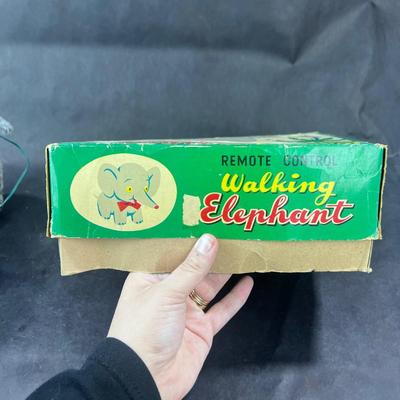 REMOTE CONTROL
Walking
Elephant